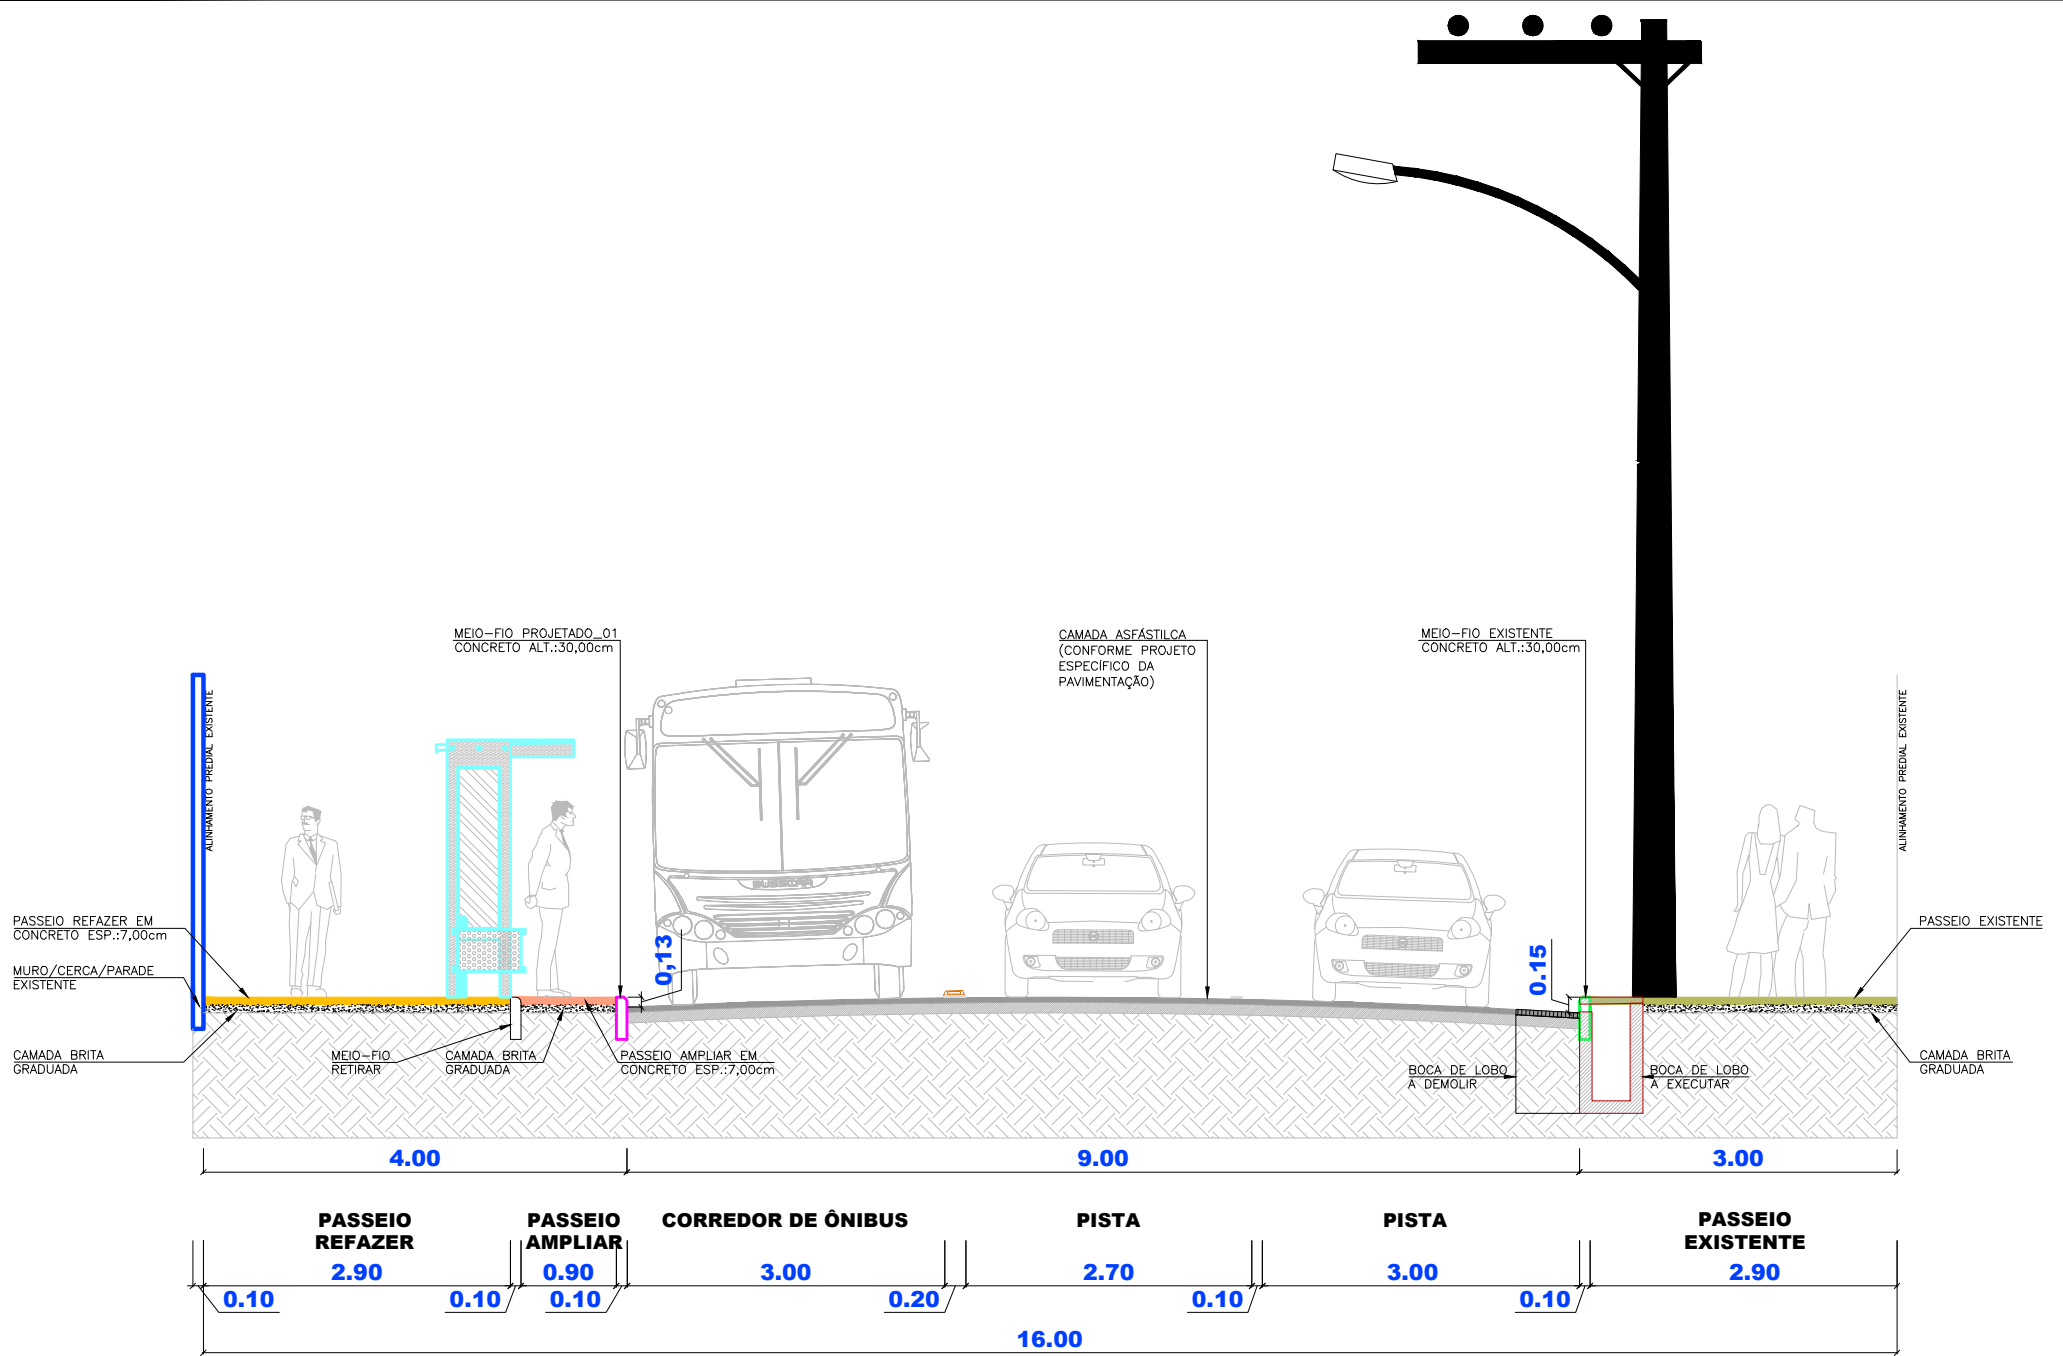 MEIO-FIO PROJETADO_01
CONCRETO ALT.:30,00cm
CAMADA ASFÁSTILCA
(CONFORME PROJETO
ESPECÍFICO DA
PAVIMENTAÇÃO)
MEIO-FIO EXISTENTE
CONCRETO ALT.:30,00cm
ALINHAMENTO PREDIAL EXISTENTE
ALINHAMENTO PREDIAL EXISTENTE
PASSEIO REFAZER EM
CONCRETO ESP.:7,00cm
MURO/CERCA/PARADE
EXISTENTE
CAMADA BRITA
GRADUADA
MEIO-FIO
RETIRAR
CAMADA BRITA
GRADUADA
PASSEIO AMPLIAR EM
CONCRETO ESP.:7,00cm
0,13
0.15
BOCA DE LOBO
A DEMOLIR
BOCA DE LOBO
A EXECUTAR
PASSEIO EXISTENTE
CAMADA BRITA
GRADUADA
4.00
9.00
3.00
PASSEIO
REFAZER
PASSEIO
AMPLIAR
CORREDOR DE ÔNIBUS
PISTA
PISTA
PASSEIO
EXISTENTE
2.90
0.90
3.00
2.70
3.00
2.90
0.10
0.10
0.10
0.20
0.10
0.10
16.00